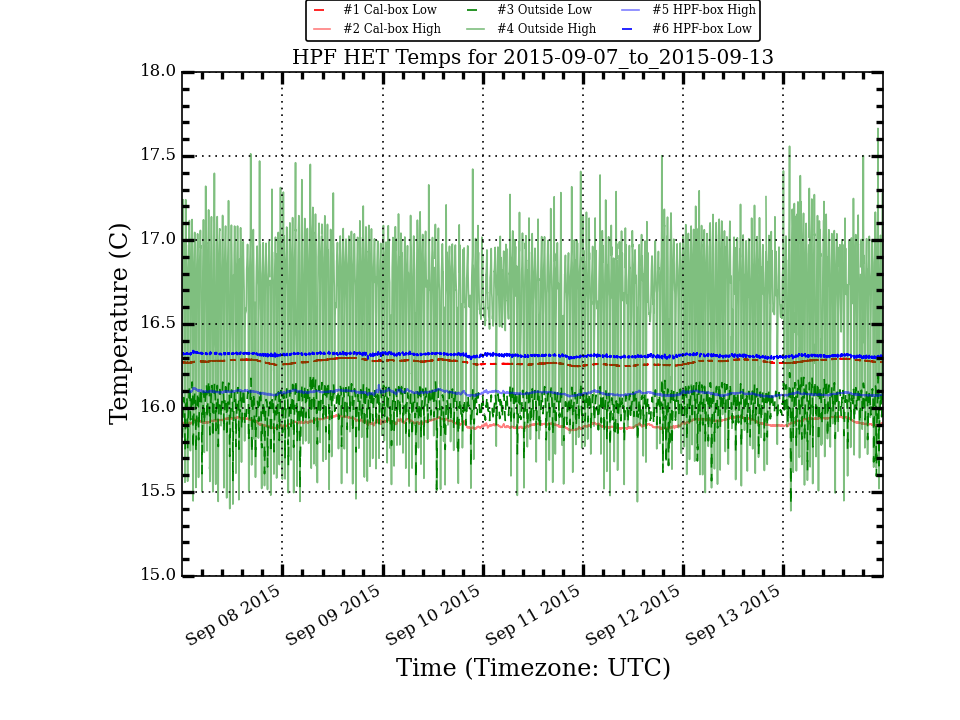 #1 Cal-box Low #3 Outside Low #5 HPF-box High
#2 Cal-box High #4 Outside High #6 HPF-box Low
HPF HET Temps for 2015-09-07_to_2015-09-13
18.0
17.5
17.0
16.5
16.0
15.5
15.0
Temperature (C)
Sep 08 2015 Sep 09 2015 Sep 10 2015 Sep 11 2015 Sep 12 2015 Sep 13 2015
Time (Timezone: UTC)